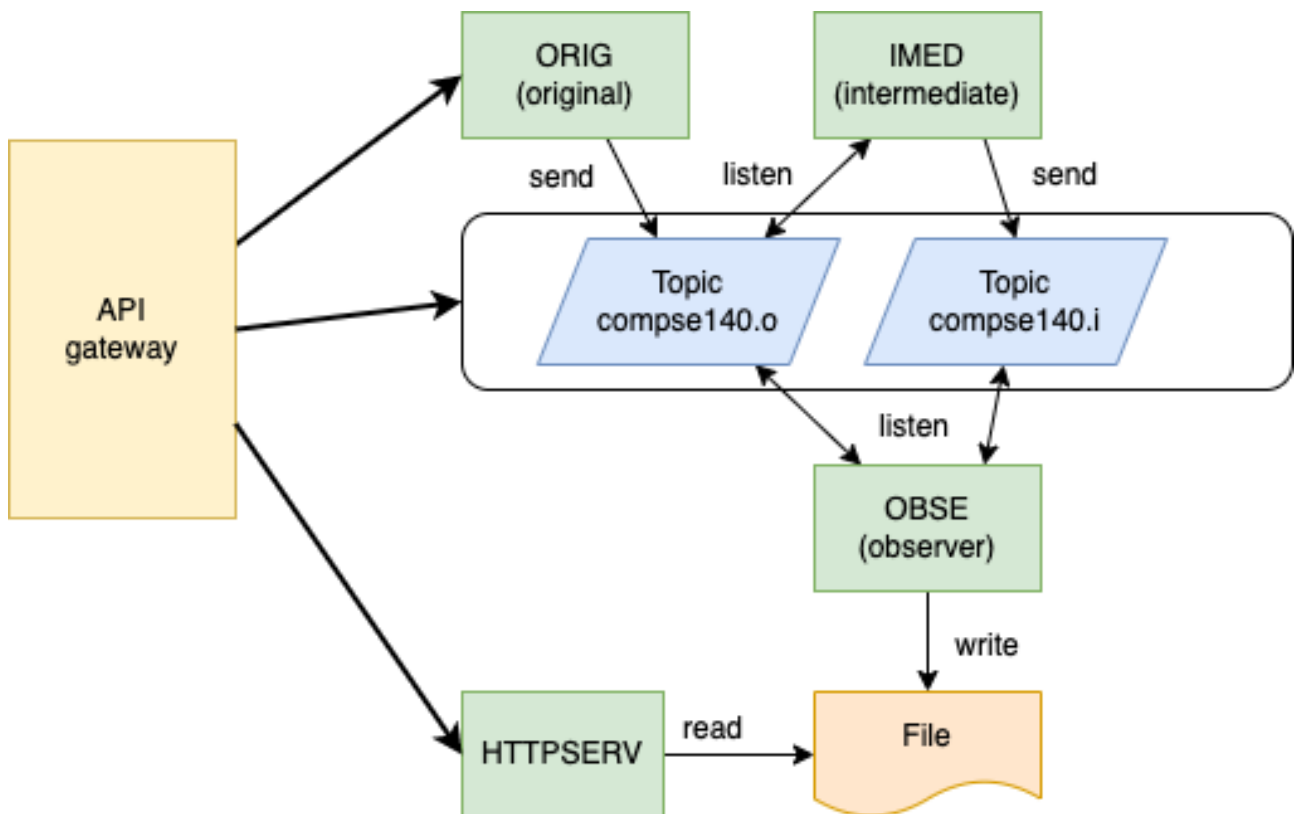 ORIG
(original)
IMED
(intermediate)
send
listen
send
API
gateway
Topic
compse140.o
Topic
compse140.i
listen
OBSE
(observer)
write
HTTPSERV
read
File